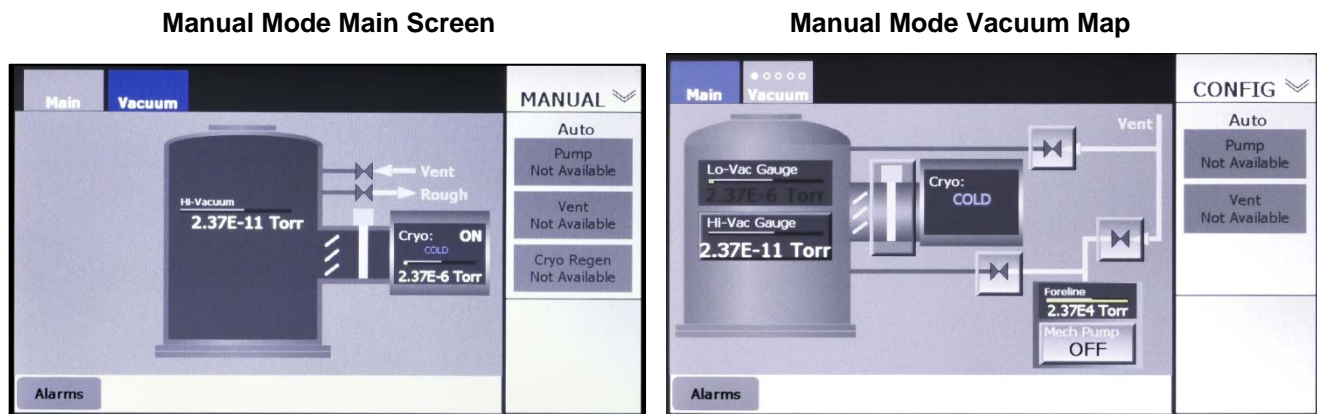 Manual Mode Main Screen
Main
Vacuum
MANUAL
Auto
Pump
Not Available
Vent
Not Available
Cryo Regen
Not Available
Vent
Rough
Hi-Vacuum
2.37E-11 Torr
Cryo: ON
COLD
2.37E-6 Torr
Alarms
Manual Mode Vacuum Map
Main
Vacuum
CONFIG
Auto
Pump
Not Available
Vent
Not Available
Vent
Lo-Vac Gauge
2.37E-6 Torr
Hi-Vac Gauge
2.37E-11 Torr
Cryo:
COLD
Foreline
2.37E4 Torr
Mech Pump
OFF
Alarms